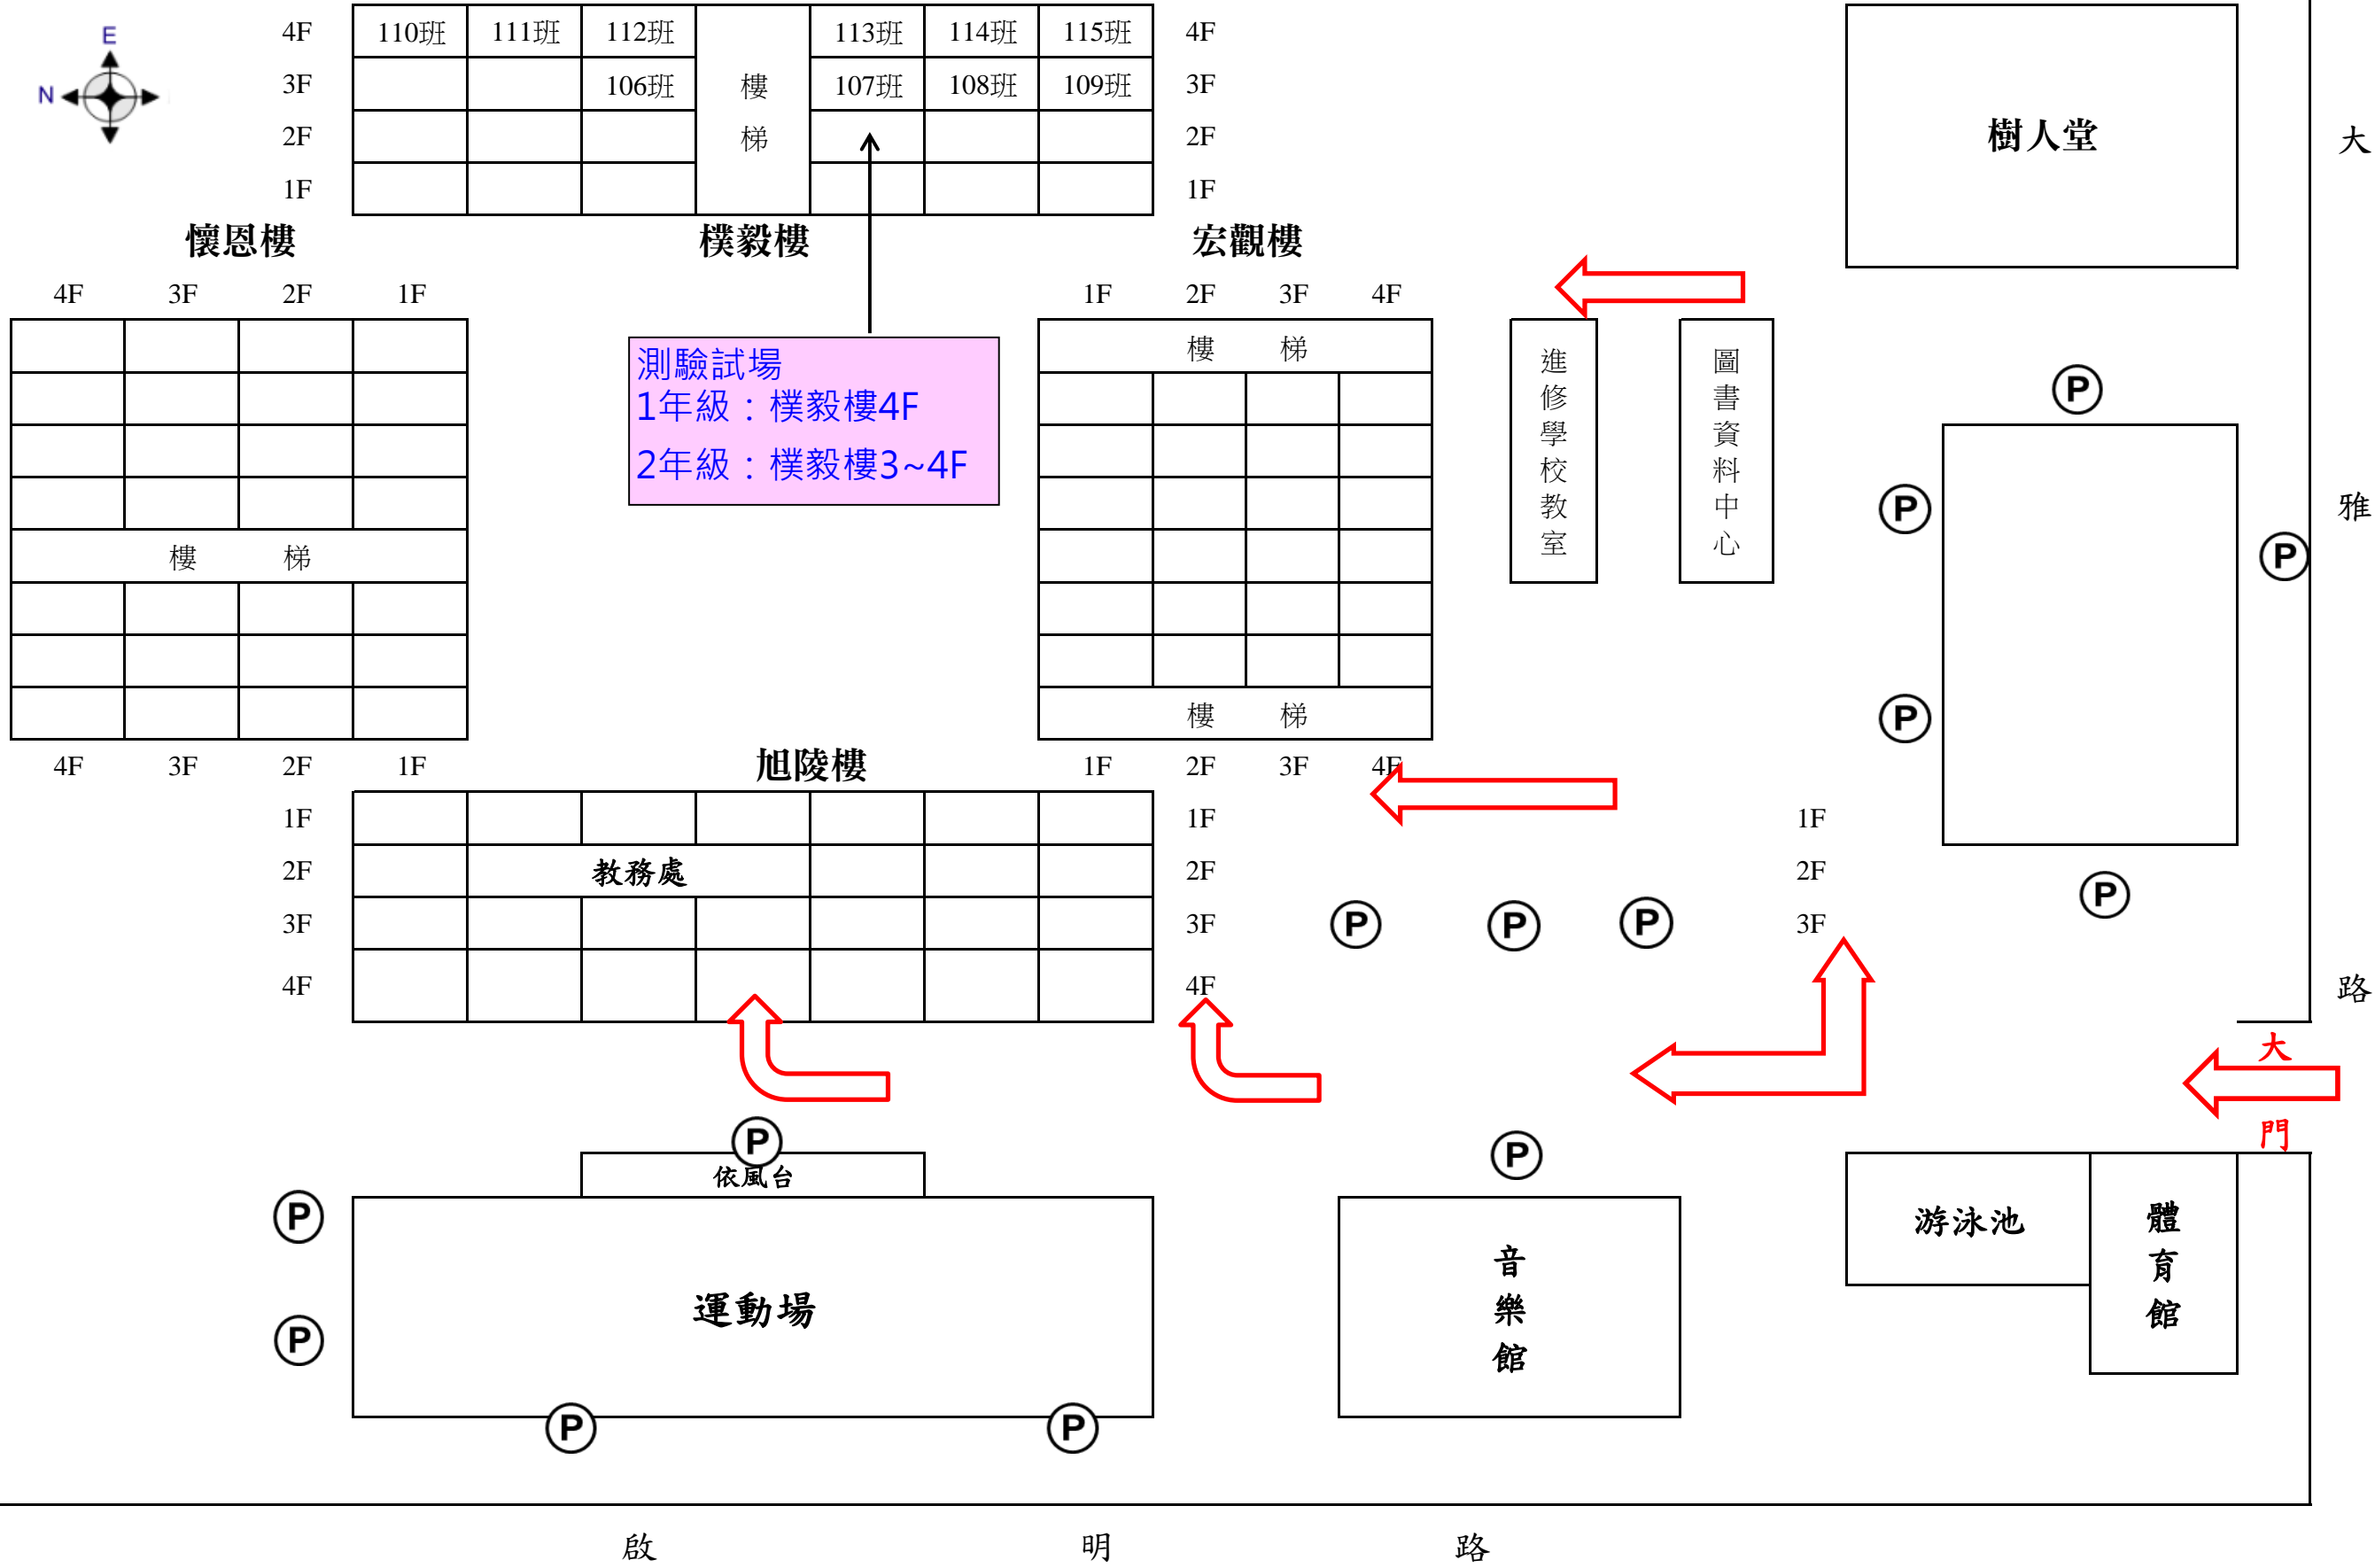 E
N
4F 110班 111班 112班 113班 114班 115班 4F
3F 106班 樓 107班 108班 109班 3F
2F 梯 2F
1F 1F
懷恩樓 樸毅樓 宏觀樓
樹人堂
4F 3F 2F 1F
1F 2F 3F 4F
樓 梯
測驗試場
1年級：樸毅樓4F
2年級：樸毅樓3~4F
樓 梯
進修學校教室
圖書資料中心
P
P
P
P
P
樓 梯
4F 3F 2F 1F
旭陵樓
1F 2F 3F 4F
1F 1F 1F
2F 教務處 2F 2F
3F 3F P P P 3F
4F 4F
大雅路
大門
P
依風台
P
P
P
運動場
P
P
音樂館
游泳池
體育館
啟明路